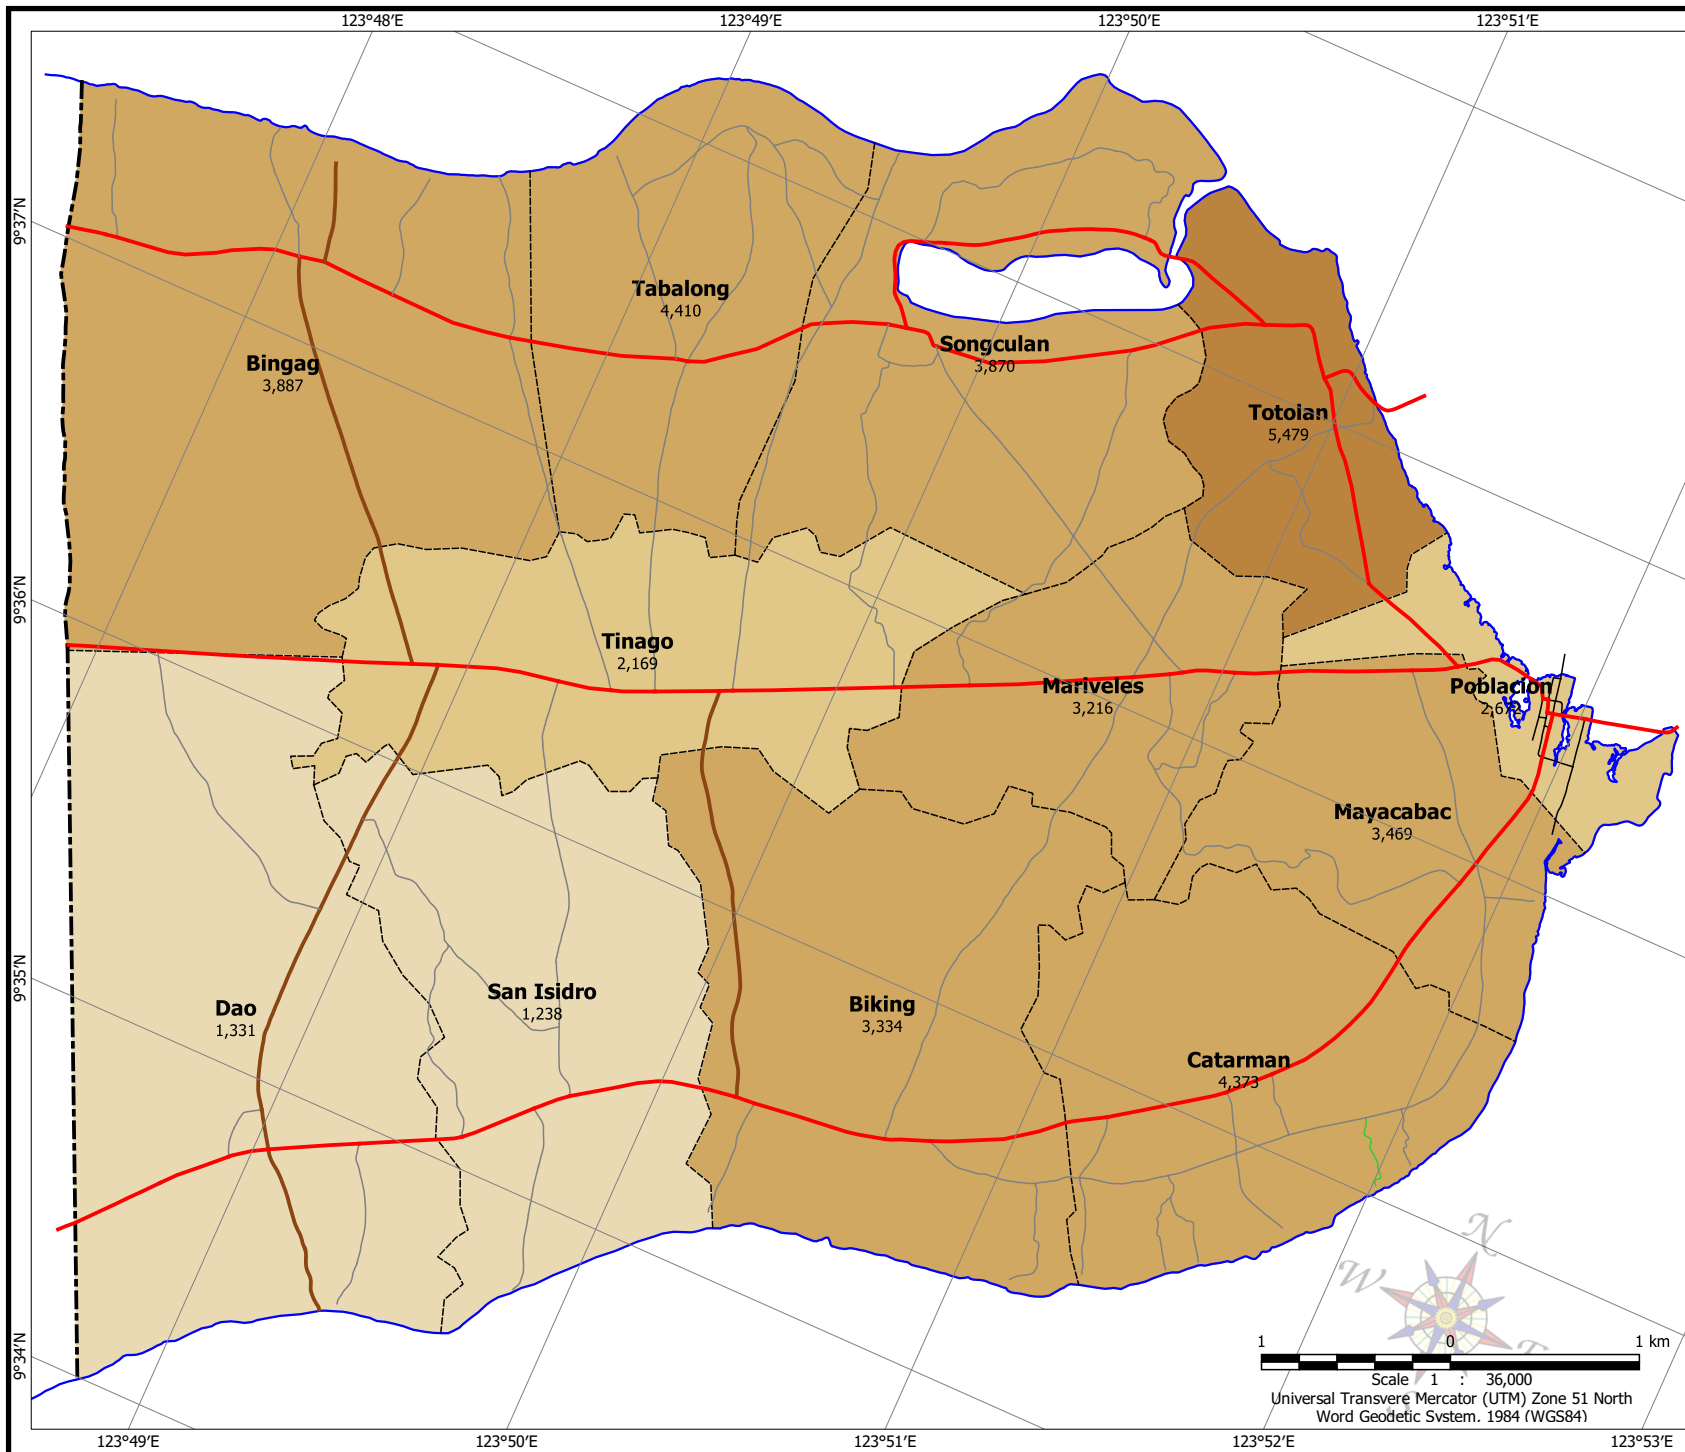 123°48'E
123°49'E
123°50'E
123°51'E
9°37'N
Tabalong
4,410
Songculan
3,870
Bingag
3,887
Totolan
5,479
9°36'N
Tinago
2,169
Mariveles
3,216
Poblacion
2,672
Mayacabac
3,469
9°35'N
San Isidro
1,238
Dao
1,331
Biking
3,334
Catarman
4,373
N
W
E
S
9°34'N
1 0 1 km
Scale 1 : 36,000
Universal Transvere Mercator (UTM) Zone 51 North
Word Geodetic System, 1984 (WGS84)
123°49'E
123°50'E
123°51'E
123°52'E
123°53'E